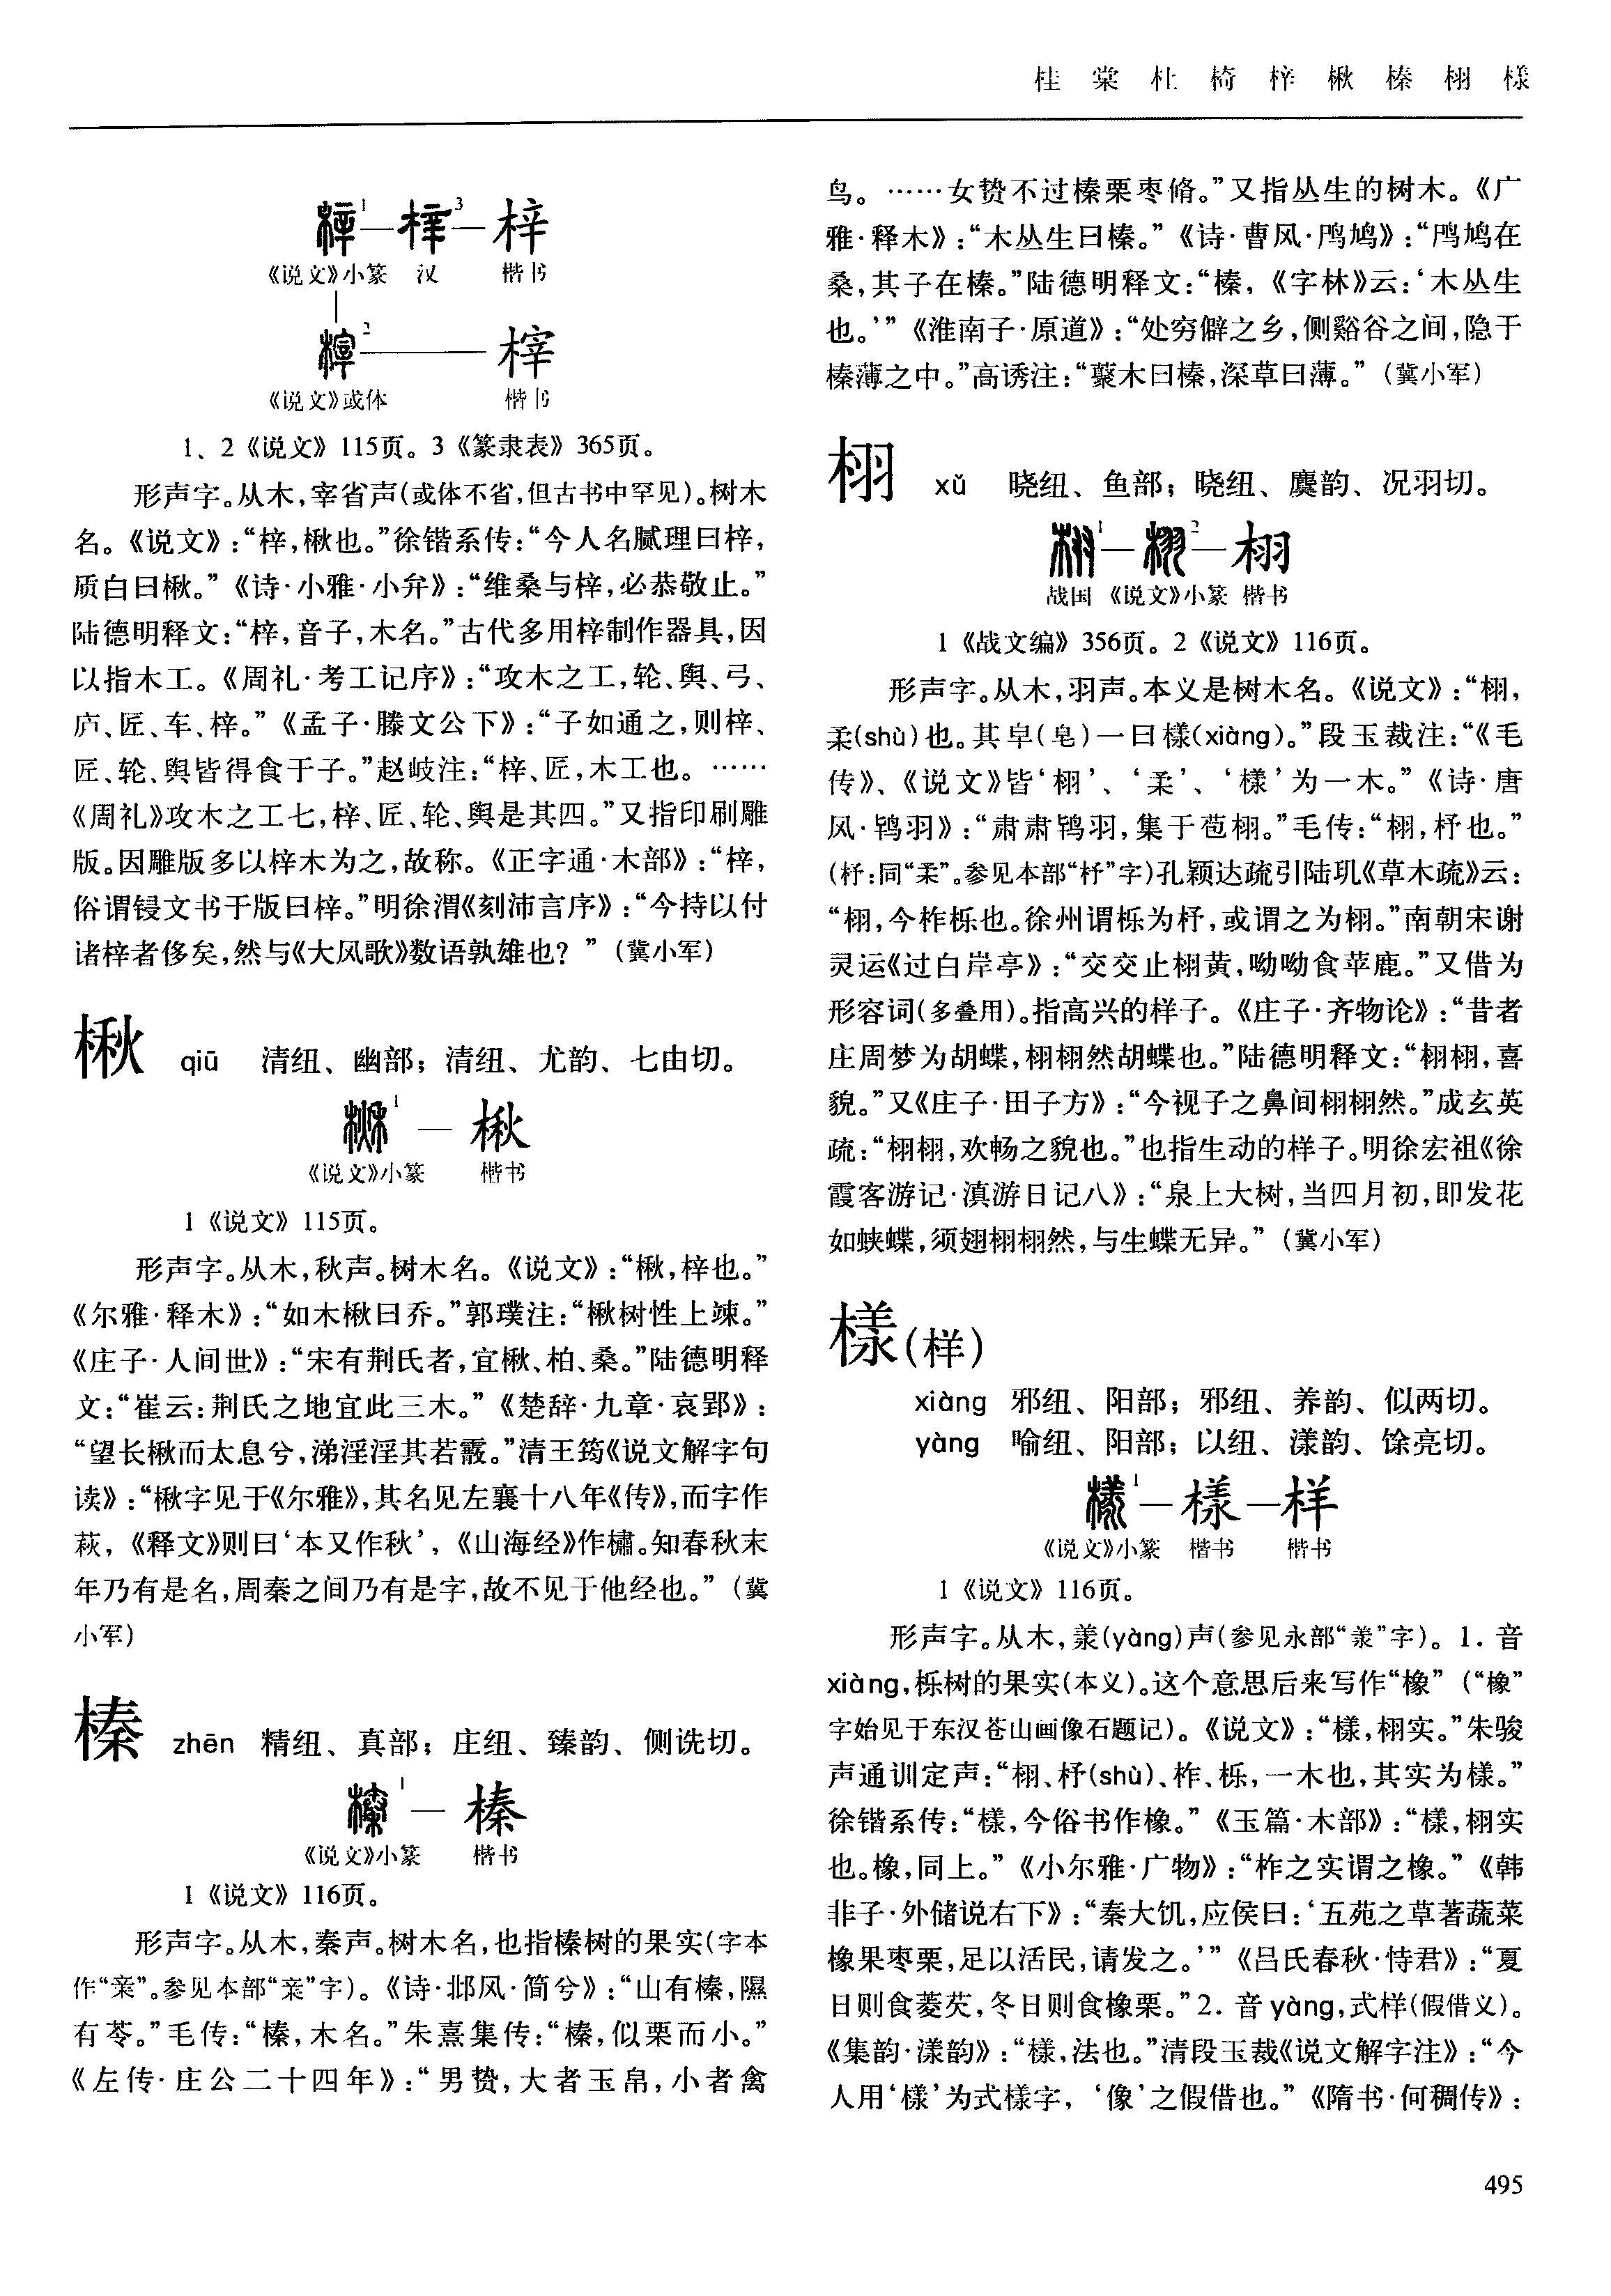 桂 棠 杜 椅 梓 楸 榛 栩 様
1 3 梓
《说文》小篆 汉 楷书
2 榟
《说文》或体 楷书
1、2《说文》115页。3《篆隶表》365页。
形声字。从木，宰省声(或体不省，但古书中罕见)。树木
名。《说文》：“梓，楸也。”徐锴系传：“今人名腻理曰梓，
质白曰楸。”《诗·小雅·小弁》：“维桑与梓，必恭敬止。”
陆德明释文：“梓，音子，木名。”古代多用梓制作器具，因
以指木工。《周礼·考工记序》：“攻木之工，轮、舆、弓、
庐、匠、车、梓。”《孟子·滕文公下》：“子如通之，则梓、
匠、轮、舆皆得食于子。”赵岐注：“梓、匠，木工也。……
《周礼》攻木之工七，梓、匠、轮、舆是其四。”又指印刷雕
版。因雕版多以梓木为之，故称。《正字通·木部》：“梓，
俗谓锓文书于版曰梓。”明徐渭《刻沛言序》：“今持以付
诸梓者侈矣，然与《大风歌》数语孰雄也？”(冀小军)
楸 qiū 清纽、幽部；清纽、尤韵、七由切。
1 — 楸
《说文》小篆 楷书
1《说文》115页。
形声字。从木，秋声。树木名。《说文》：“楸，梓也。”
《尔雅·释木》：“如木楸曰乔。”郭璞注：“楸树性上竦。”
《庄子·人间世》：“宋有荆氏者，宜楸、柏、桑。”陆德明释
文：“崔云：荆氏之地宜此三木。”《楚辞·九章·哀郢》：
“望长楸而太息兮，涕淫淫其若霰。”清王筠《说文解字句
读》：“楸字见于《尔雅》，其名见左襄十八年《传》，而字作
萩，《释文》则曰‘本又作秋’，《山海经》作橚。知春秋末
年乃有是名，周秦之间乃有是字，故不见于他经也。”(冀
小军)
榛 zhēn 精纽、真部；庄纽、臻韵、侧诜切。
1 — 榛
《说文》小篆 楷书
1《说文》116页。
形声字。从木，秦声。树木名，也指榛树的果实(字本
作“亲”。参见本部“亲”字)。《诗·邶风·简兮》：“山有榛，隰
有苓。”毛传：“榛，木名。”朱熹集传：“榛，似栗而小。”
《左传·庄公二十四年》：“男贽，大者玉帛，小者禽
鸟。……女贽不过榛栗枣脩。”又指丛生的树木。《广
雅·释木》：“木丛生曰榛。”《诗·曹风·鸤鸠》：“鸤鸠在
桑，其子在榛。”陆德明释文：“榛，《字林》云：‘木丛生
也。’”《淮南子·原道》：“处穷僻之乡，侧谿谷之间，隐于
榛薄之中。”高诱注：“藂木曰榛，深草曰薄。”(冀小军)
栩 xǔ 晓纽、鱼部；晓纽、麌韵、况羽切。
1 — 2 — 栩
战国 《说文》小篆 楷书
1《战文编》356页。2《说文》116页。
形声字。从木，羽声。本义是树木名。《说文》：“栩，
柔(shù)也。其皁(皂)一曰樣(xiàng)。”段玉裁注：“《毛
传》、《说文》皆‘栩’、‘柔’、‘樣’为一木。”《诗·唐
风·鸨羽》：“肃肃鸨羽，集于苞栩。”毛传：“栩，杼也。”
(杼：同“柔”。参见本部“杼”字)孔颖达疏引陆玑《草木疏》云：
“栩，今柞栎也。徐州谓栎为杼，或谓之为栩。”南朝宋谢
灵运《过白岸亭》：“交交止栩黄，呦呦食苹鹿。”又借为
形容词(多叠用)。指高兴的样子。《庄子·齐物论》：“昔者
庄周梦为胡蝶，栩栩然胡蝶也。”陆德明释文：“栩栩，喜
貌。”又《庄子·田子方》：“今视子之鼻间栩栩然。”成玄英
疏：“栩栩，欢畅之貌也。”也指生动的样子。明徐宏祖《徐
霞客游记·滇游日记八》：“泉上大树，当四月初，即发花
如蛱蝶，须翅栩栩然，与生蝶无异。”(冀小军)
樣(样)
xiàng 邪纽、阳部；邪纽、养韵、似两切。
yàng 喻纽、阳部；以纽、漾韵、馀亮切。
1 — 樣 — 样
《说文》小篆 楷书 楷书
1《说文》116页。
形声字。从木，羕(yàng)声(参见永部“羕”字)。1. 音
xiàng，栎树的果实(本义)。这个意思后来写作“橡”(“橡”
字始见于东汉苍山画像石题记)。《说文》：“樣，栩实。”朱骏
声通训定声：“栩、杼(shù)、柞、栎，一木也，其实为樣。”
徐锴系传：“樣，今俗书作橡。”《玉篇·木部》：“樣，栩实
也。橡，同上。”《小尔雅·广物》：“柞之实谓之橡。”《韩
非子·外储说右下》：“秦大饥，应侯曰：‘五苑之草著蔬菜
橡果枣栗，足以活民，请发之。’”《吕氏春秋·恃君》：“夏
日则食菱芡，冬日则食橡栗。”2. 音 yàng，式样(假借义)。
《集韵·漾韵》：“樣，法也。”清段玉裁《说文解字注》：“今
人用‘樣’为式樣字，‘像’之假借也。”《隋书·何稠传》：
495